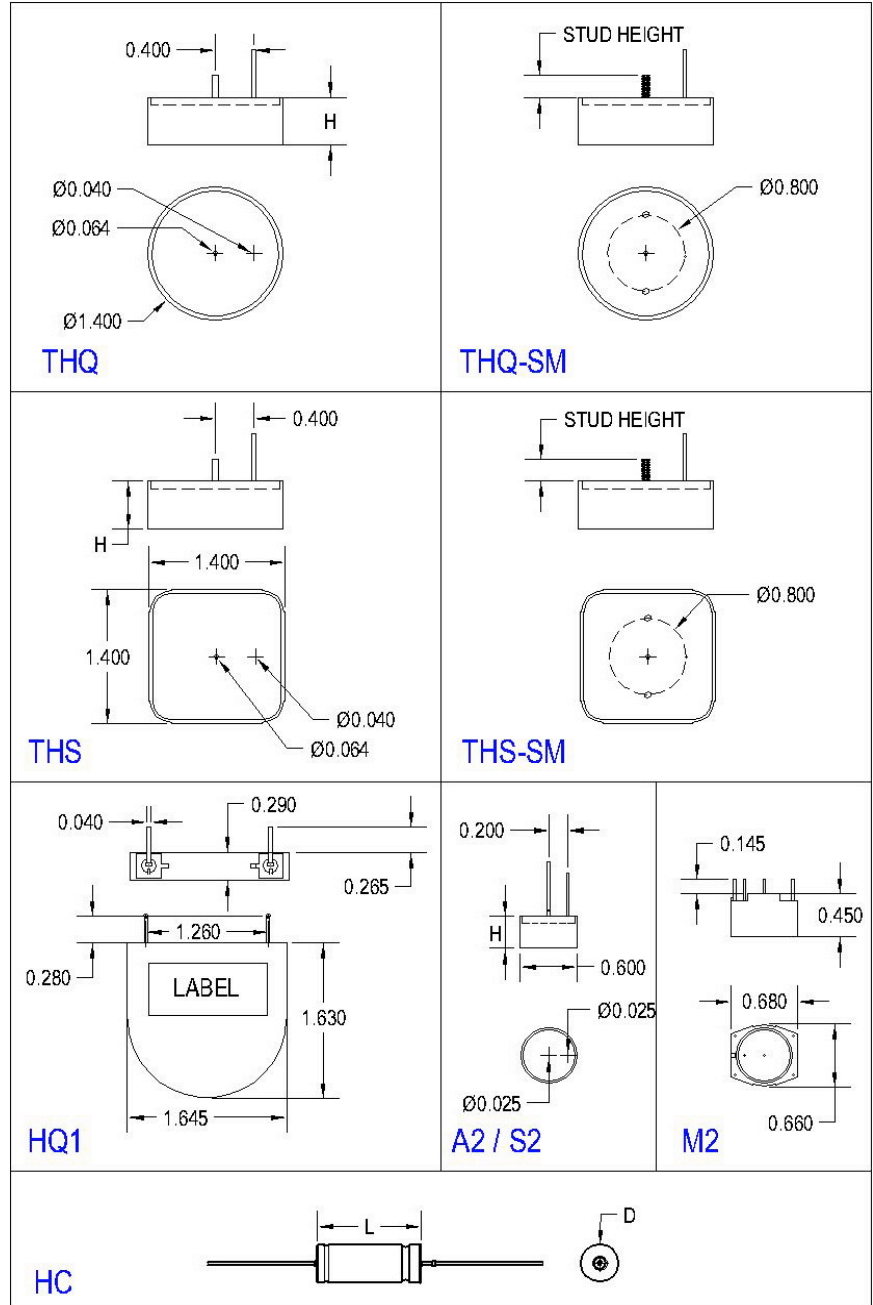 0.400
H
Ø0.040
Ø0.064
Ø1.400
THQ
STUD HEIGHT
Ø0.800
THQ-SM
0.400
H
1.400
1.400
Ø0.040
Ø0.064
THS
STUD HEIGHT
Ø0.800
THS-SM
0.040
0.290
0.265
1.260
0.280
LABEL
1.630
1.645
HQ1
0.200
H
0.600
Ø0.025
Ø0.025
A2 / S2
0.145
0.450
0.680
0.660
M2
L
D
HC